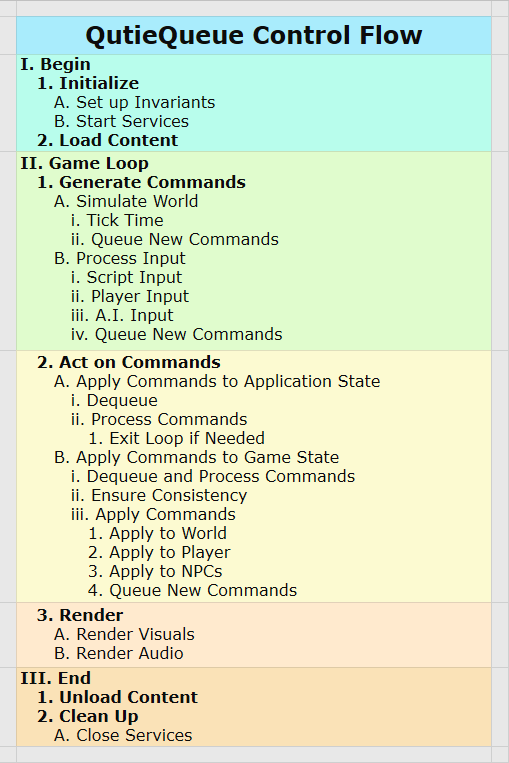 QutieQueue Control Flow
I. Begin
1. Initialize
A. Set up Invariants
B. Start Services
2. Load Content
II. Game Loop
1. Generate Commands
A. Simulate World
i. Tick Time
ii. Queue New Commands
B. Process Input
i. Script Input
ii. Player Input
iii. A.I. Input
iv. Queue New Commands
2. Act on Commands
A. Apply Commands to Application State
i. Dequeue
ii. Process Commands
1. Exit Loop if Needed
B. Apply Commands to Game State
i. Dequeue and Process Commands
ii. Ensure Consistency
iii. Apply Commands
1. Apply to World
2. Apply to Player
3. Apply to NPCs
4. Queue New Commands
3. Render
A. Render Visuals
B. Render Audio
III. End
1. Unload Content
2. Clean Up
A. Close Services